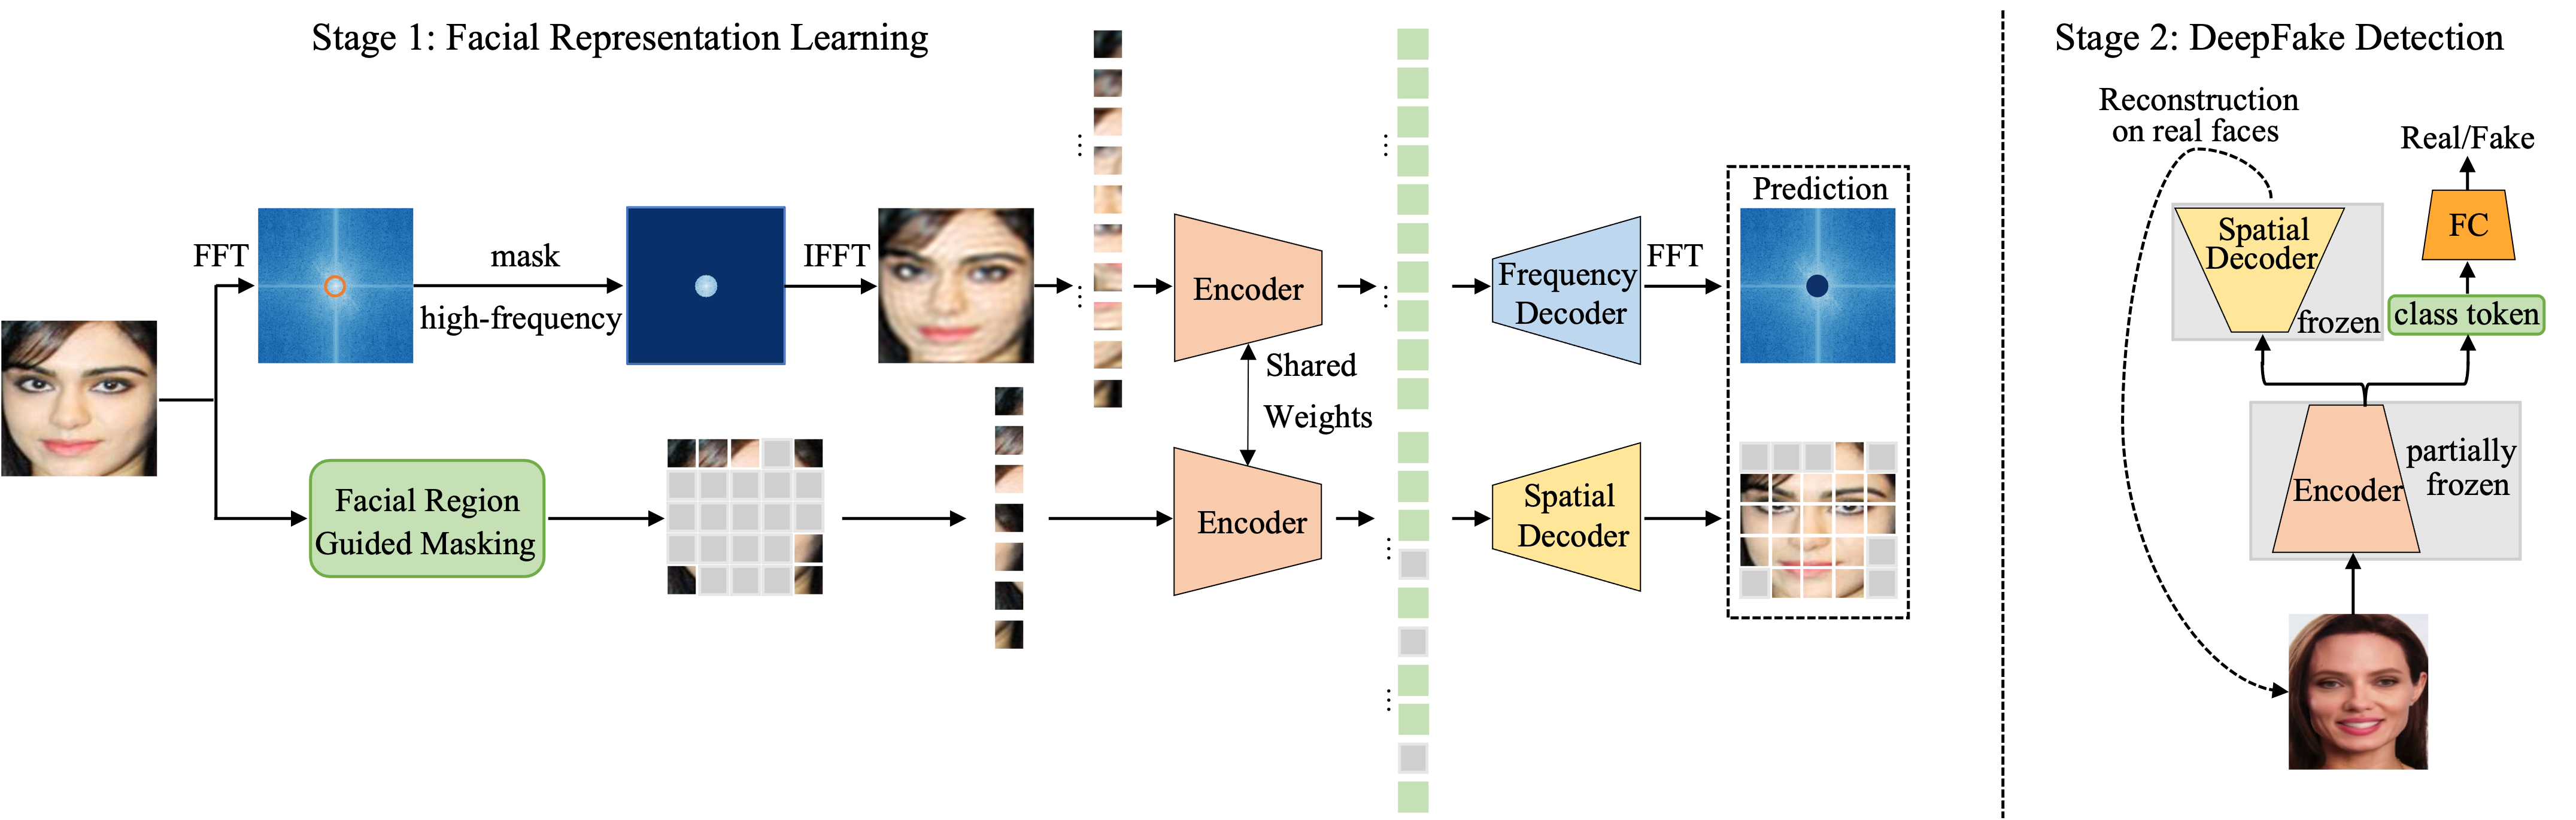 Stage 1: Facial Representation Learning
FFT
mask
high-frequency
IFFT
Encoder
Frequency
Decoder
FFT
Prediction
Shared
Weights
Facial Region
Guided Masking
Encoder
Spatial
Decoder
Stage 2: DeepFake Detection
Reconstruction
on real faces
Real/Fake
Spatial
Decoder
frozen
FC
class token
Encoder
partially
frozen